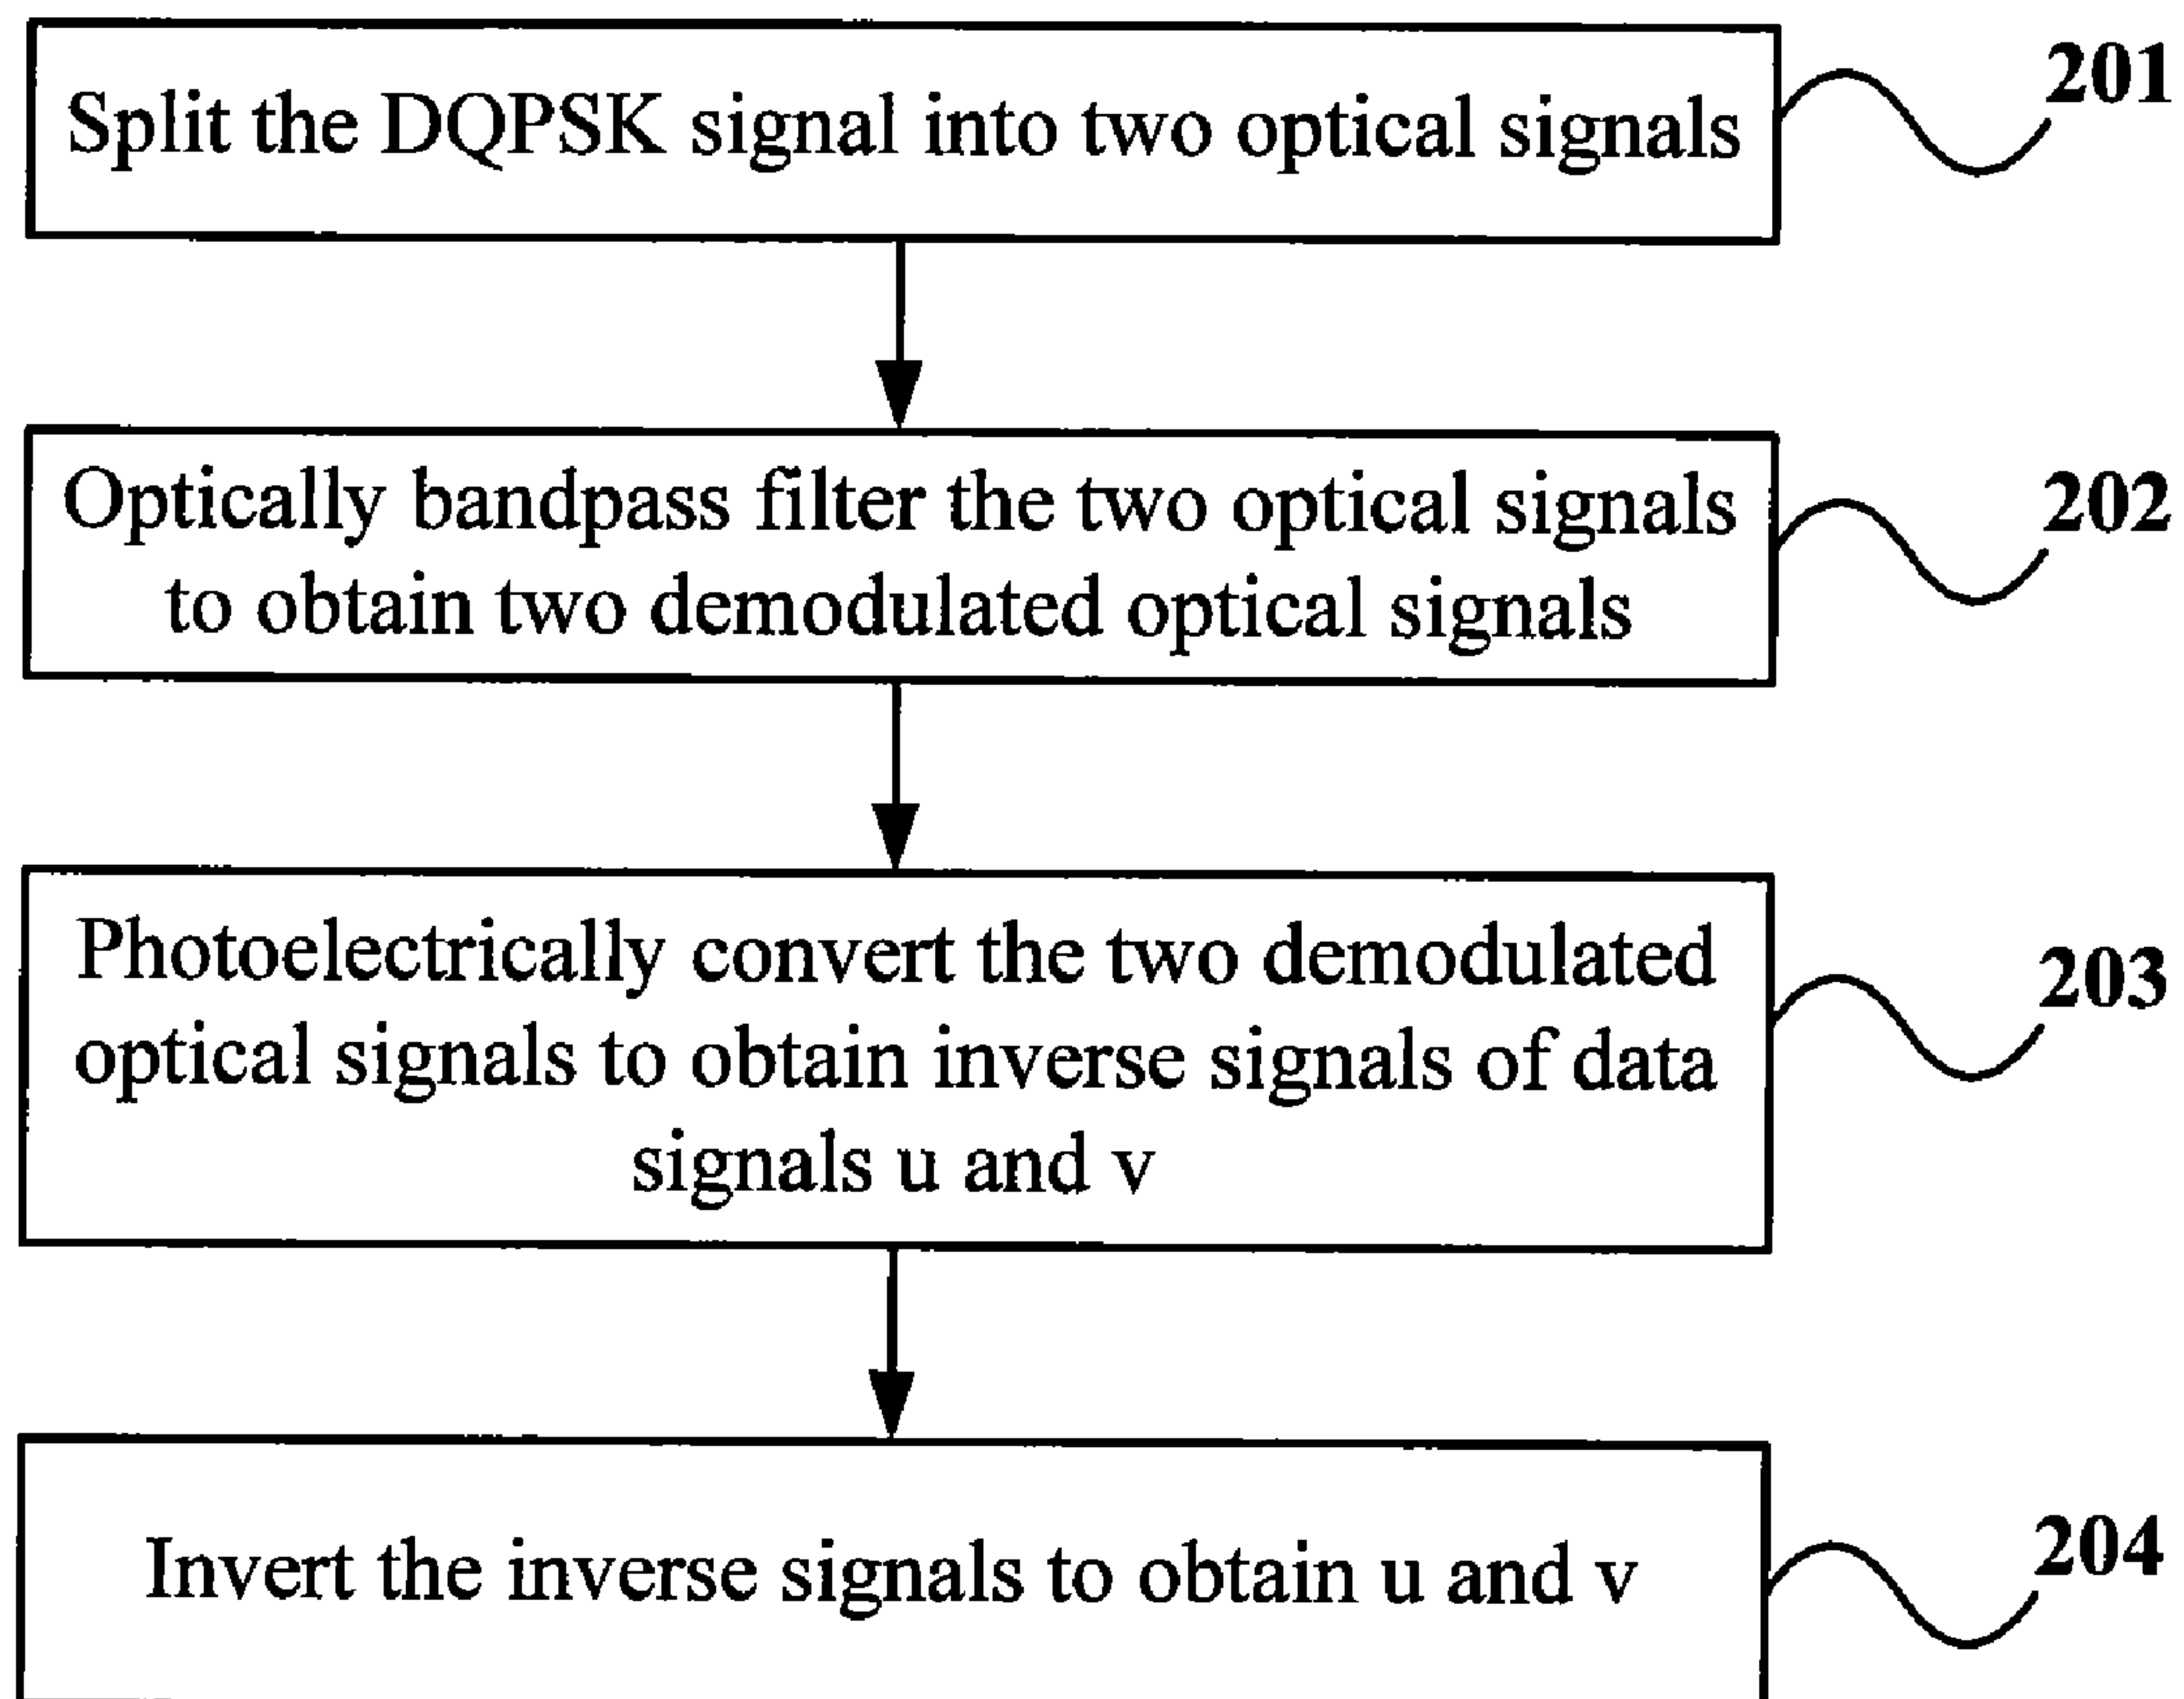 Split the DQPSK signal into two optical signals
201
Optically bandpass filter the two optical signals
to obtain two demodulated optical signals
202
Photoelectrically convert the two demodulated
optical signals to obtain inverse signals of data
signals u and v
203
Invert the inverse signals to obtain u and v
204